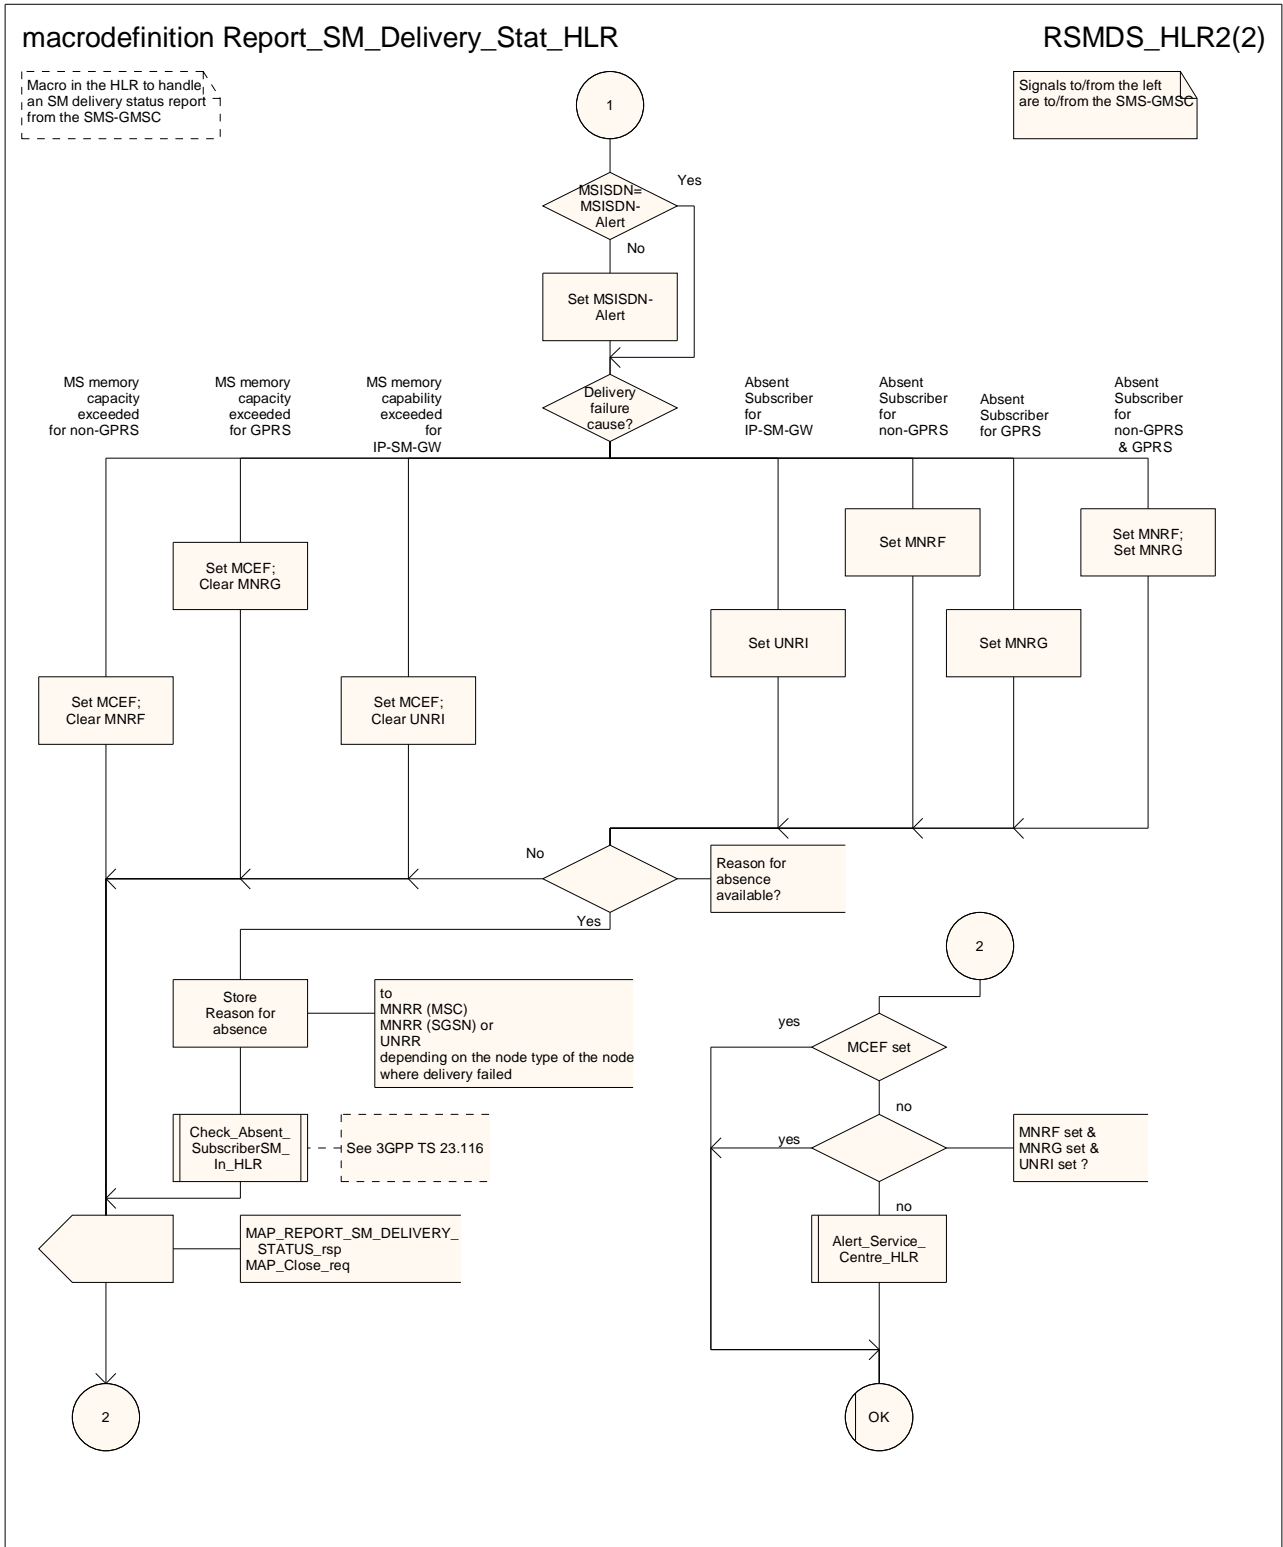 macrodefinition Report_SM_Delivery_Stat_HLR
RSMDS_HLR2(2)
Macro in the HLR to handle
an SM delivery status report
from the SMS-GMSC
Signals to/from the left
are to/from the SMS-GMSC
1
MSISDN=
MSISDN-
Alert
Yes
No
Set MSISDN-
Alert
Delivery
failure
cause?
MS memory
capacity
exceeded
for non-GPRS
MS memory
capacity
exceeded
for GPRS
MS memory
capability
exceeded
for
IP-SM-GW
Absent
Subscriber
for
IP-SM-GW
Absent
Subscriber
for
non-GPRS
Absent
Subscriber
for GPRS
Absent
Subscriber
for
non-GPRS
& GPRS
Set MNRF
Set MNRF;
Set MNRG
Set MCEF;
Clear MNRG
Set UNRI
Set MNRG
Set MCEF;
Clear MNRF
Set MCEF;
Clear UNRI
No
Reason for
absence
available?
Yes
Store
Reason for
absence
to
MNRR (MSC)
MNRR (SGSN) or
UNRR
depending on the node type of the node
where delivery failed
Check_Absent_
SubscriberSM_
In_HLR
See 3GPP TS 23.116
MAP_REPORT_SM_DELIVERY_
STATUS_rsp
MAP_Close_req
2
2
yes
MCEF set
no
yes
MNRF set &
MNRG set &
UNRI set ?
no
Alert_Service_
Centre_HLR
OK